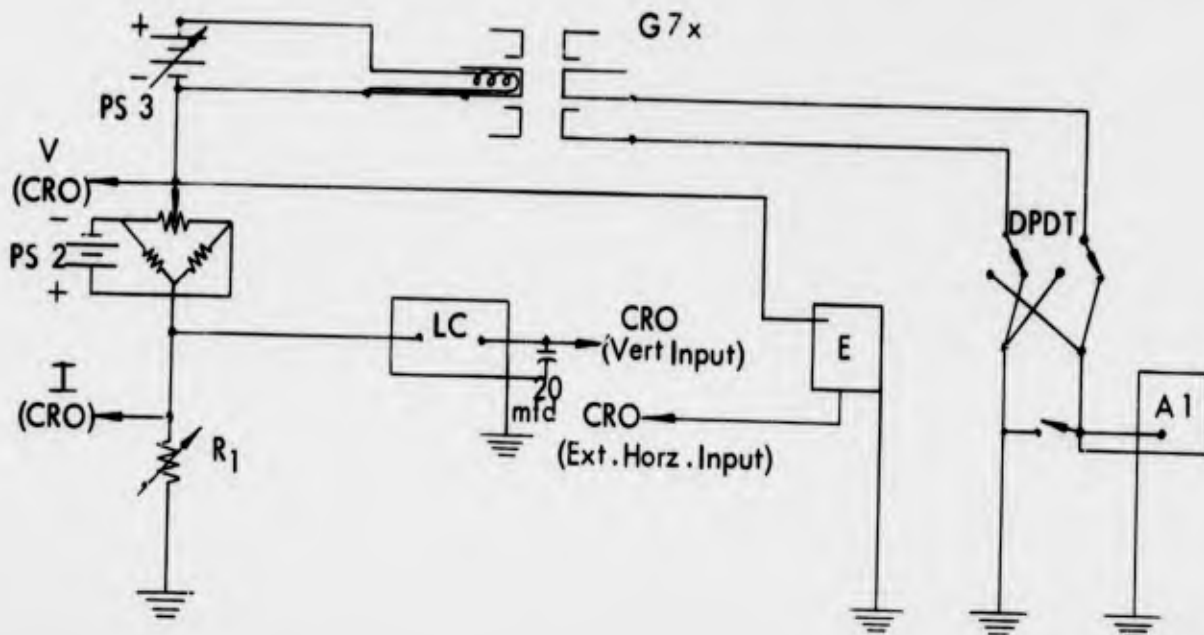 +
G7x
-
PS 3
V
(CRO)
-
PS 2
+
DPDT
LC
CRO
(Vert Input)
E
I
(CRO)
20
mfd
CRO
(Ext. Horz. Input)
A 1
R1